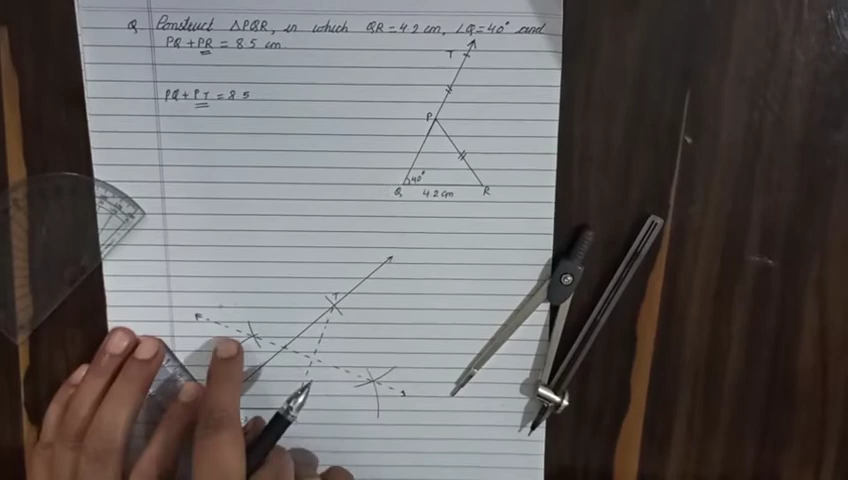 Q Construct ΔPQR, in which QR = 4.2 cm, ∠Q = 40° and
PQ + PR = 8.5 cm
T
PQ + PT = 8.5
P
40°
Q 4.2 cm R
T